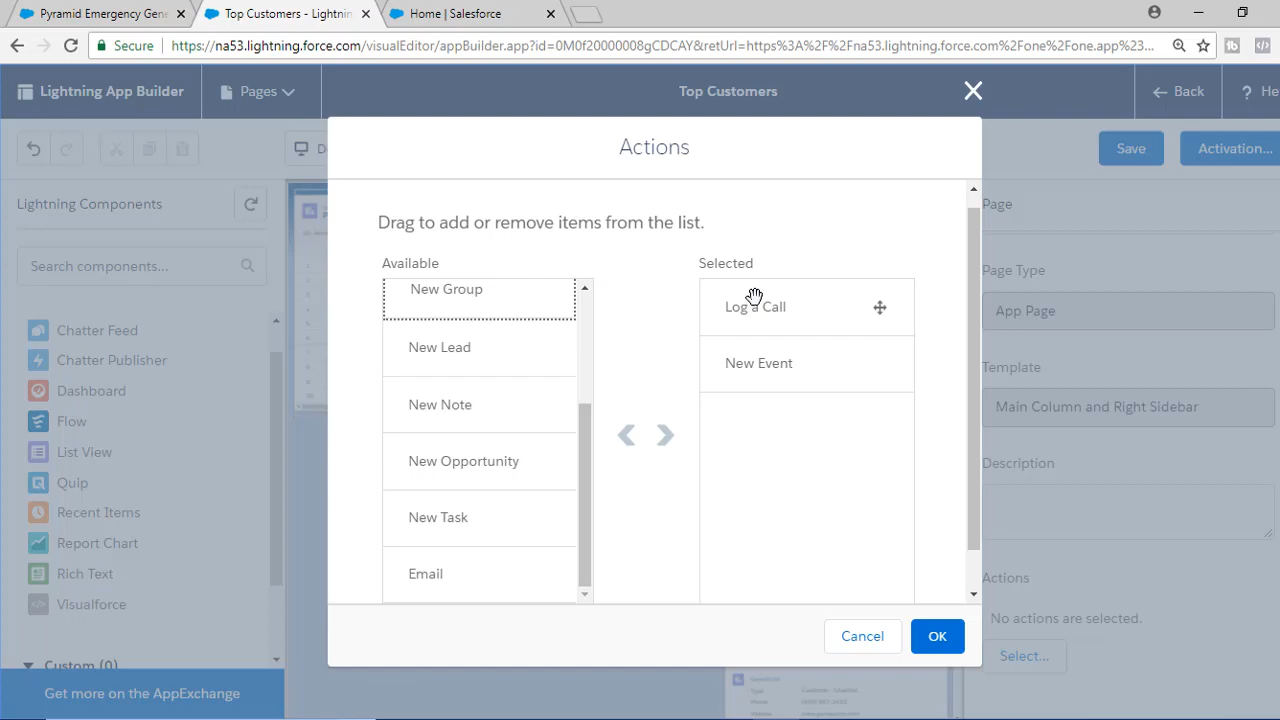 Pyramid Emergency Gene
Top Customers - Lightnin
Home | Salesforce
Secure
https://na53.lightning.force.com/visualEditor/appBuilder.app?id=0M0f20000008gCDCAY&retUrl=https%3A%2F%2Fna53.lightning.force.com%2Fone%2Fone.app%23...
Lightning App Builder
Pages
Top Customers
Back
? He
Save
Activation...
Actions
Lightning Components
Search components...
Chatter Feed
Chatter Publisher
Dashboard
Flow
List View
Quip
Recent Items
Report Chart
Rich Text
Visualforce
Custom (0)
Get more on the AppExchange
Drag to add or remove items from the list.
Available
New Group
New Lead
New Note
New Opportunity
New Task
Email
Selected
Log a Call
New Event
Cancel
OK
Page
Page Type
App Page
Template
Main Column and Right Sidebar
Description
Actions
No actions are selected.
Select...
Type
Phone
Website